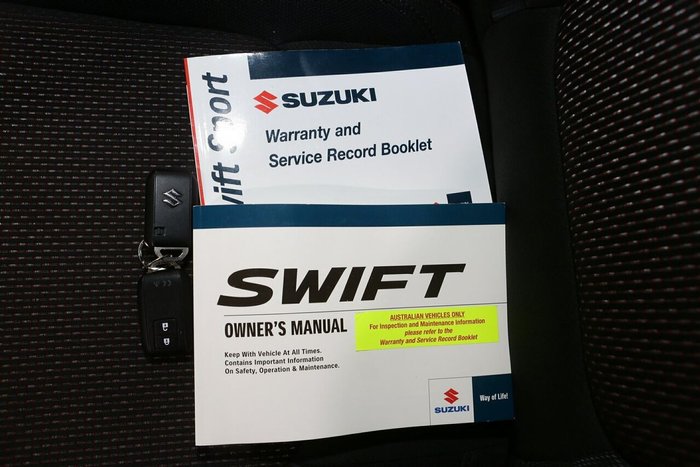 Swift Sport
SUZUKI
Warranty and
Service Record Booklet
SWIFT
OWNER'S MANUAL
AUSTRALIAN VEHICLES ONLY
For Inspection and Maintenance Information
please refer to the
Warranty and Service Record Booklet
Keep With Vehicle At All Times.
Contains Important Information
On Safety, Operation & Maintenance.
SUZUKI
Way of Life!